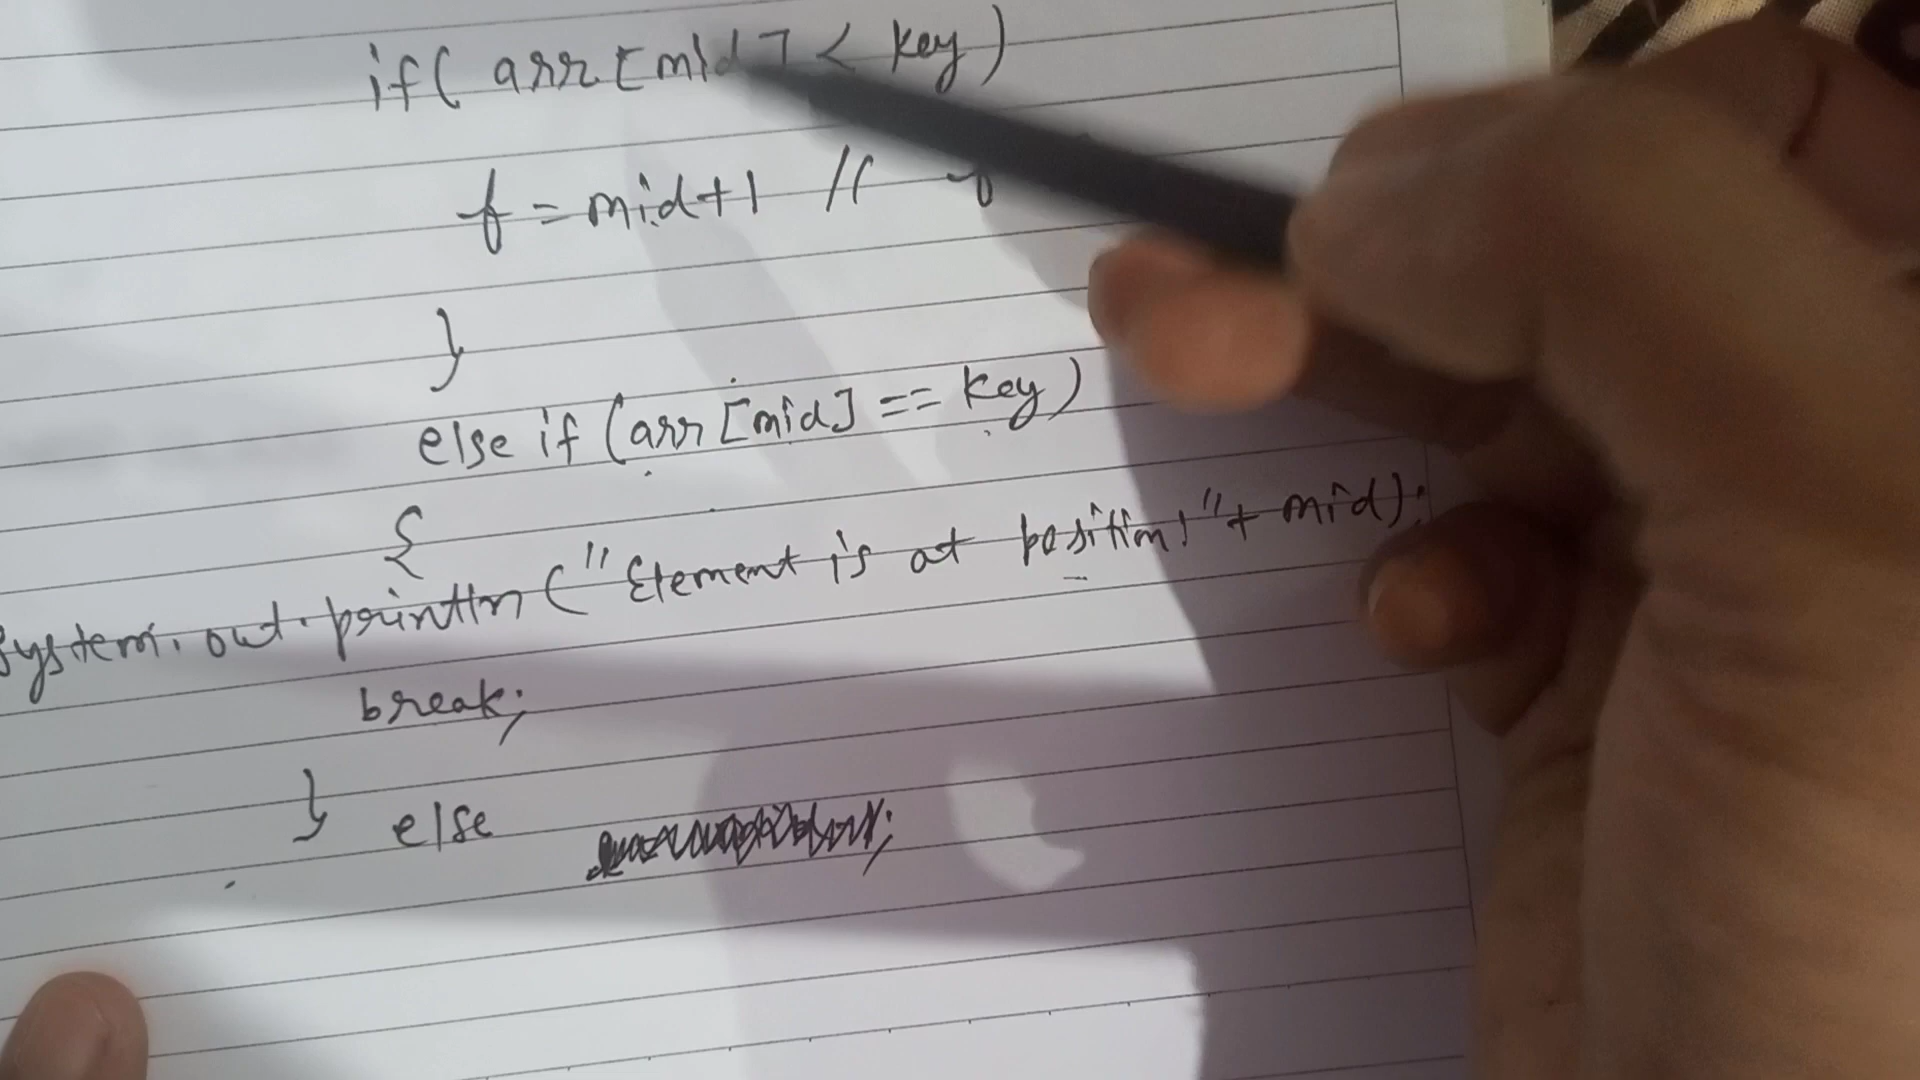 if( arr[mid] < key)
f = mid+1 //
}
else if (arr[mid] == key)
{
System.out.println("Element is at position!"+ mid);
break;
} else